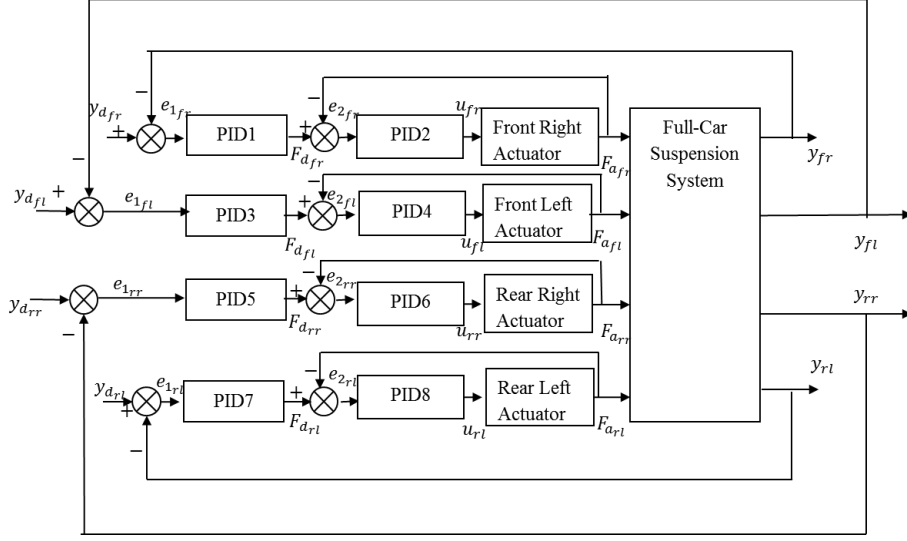 −
−
e_{1_{fr}} − e_{2_{fr}} u_{fr}
y_{d_{fr}} + PID1 + PID2 Front Right Actuator Full-Car Suspension System
F_{d_{fr}} F_{a_{fr}} y_{fr}
−
y_{d_{fl}} + e_{1_{fl}} PID3 + − e_{2_{fl}} PID4 Front Left Actuator
F_{d_{fl}} u_{fl} F_{a_{fl}} y_{fl}
e_{1_{rr}} − e_{2_{rr}} y_{rr}
y_{d_{rr}} PID5 + PID6 Rear Right Actuator
− F_{d_{rr}} u_{rr} F_{a_{rr}}
y_{d_{rl}} e_{1_{rl}} − e_{2_{rl}} y_{rl}
+ PID7 + PID8 Rear Left Actuator
F_{d_{rl}} u_{rl} F_{a_{rl}}
−